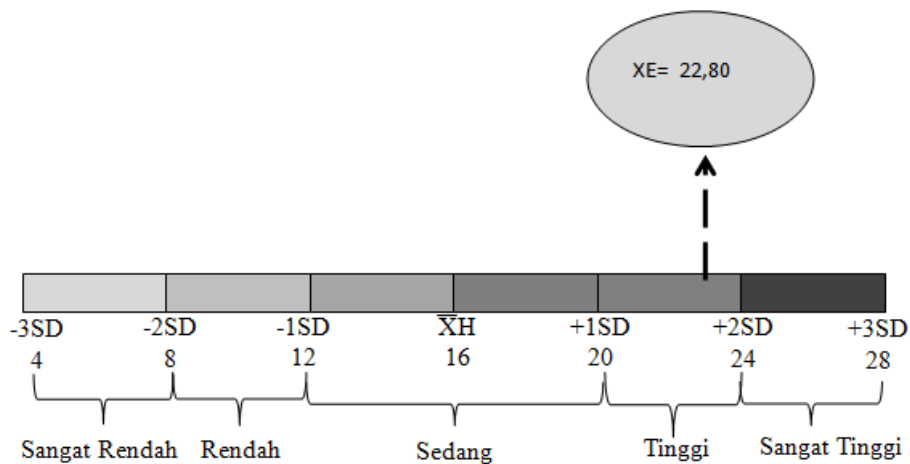 XE= 22,80
-3SD -2SD -1SD X̅H +1SD +2SD +3SD
4 8 12 16 20 24 28
Sangat Rendah Rendah Sedang Tinggi Sangat Tinggi